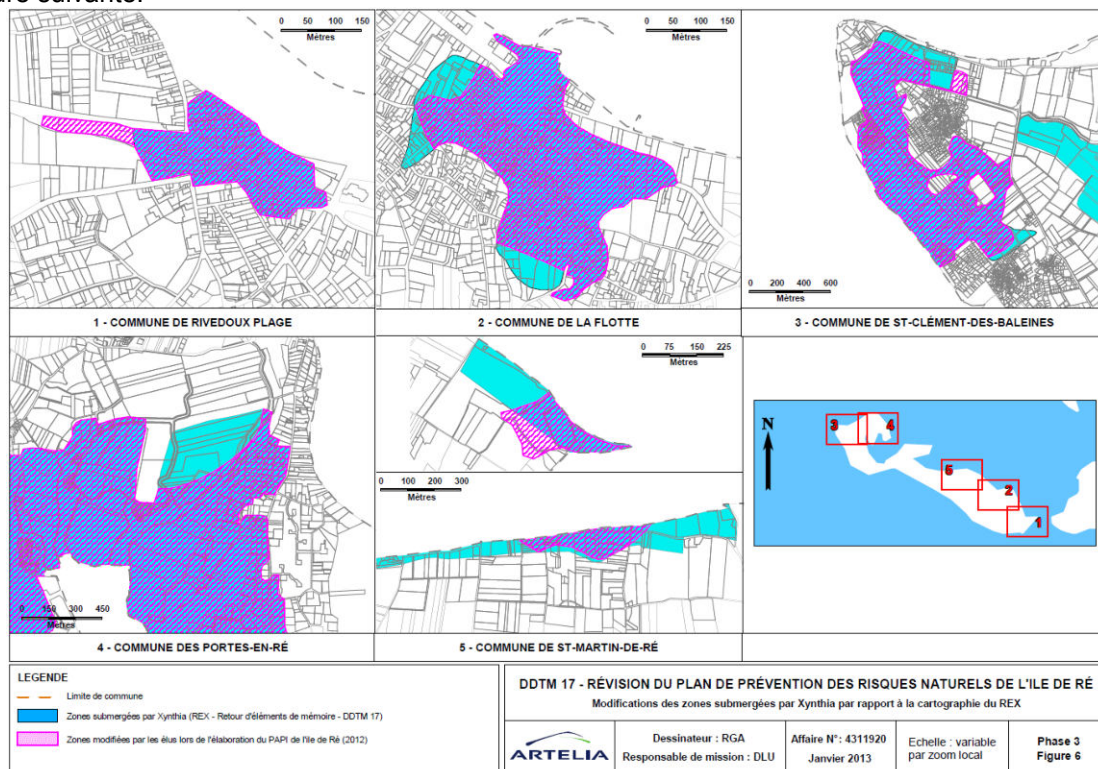 0 50 100 150
Mètres
0 50 100 150
Mètres
0 200 400 600
Mètres
1 - COMMUNE DE RIVEDOUX PLAGE
2 - COMMUNE DE LA FLOTTE
3 - COMMUNE DE ST-CLÉMENT-DES-BALEINES
0 75 150 225
Mètres
0 100 200 300
Mètres
0 150 300 450
Mètres
N
3
4
5
2
1
4 - COMMUNE DES PORTES-EN-RÉ
5 - COMMUNE DE ST-MARTIN-DE-RÉ
LEGENDE
Limite de commune
Zones submergées par Xynthia (REX - Retour d'éléments de mémoire - DDTM 17)
Zones modifiées par les élus lors de l'élaboration du PAPI de l'ile de Ré (2012)
DDTM 17 - RÉVISION DU PLAN DE PRÉVENTION DES RISQUES NATURELS DE L'ILE DE RÉ
Modifications des zones submergées par Xynthia par rapport à la cartographie du REX
ARTELIA
Dessinateur : RGA
Responsable de mission : DLU
Affaire N°: 4311920
Janvier 2013
Echelle : variable
par zoom local
Phase 3
Figure 6